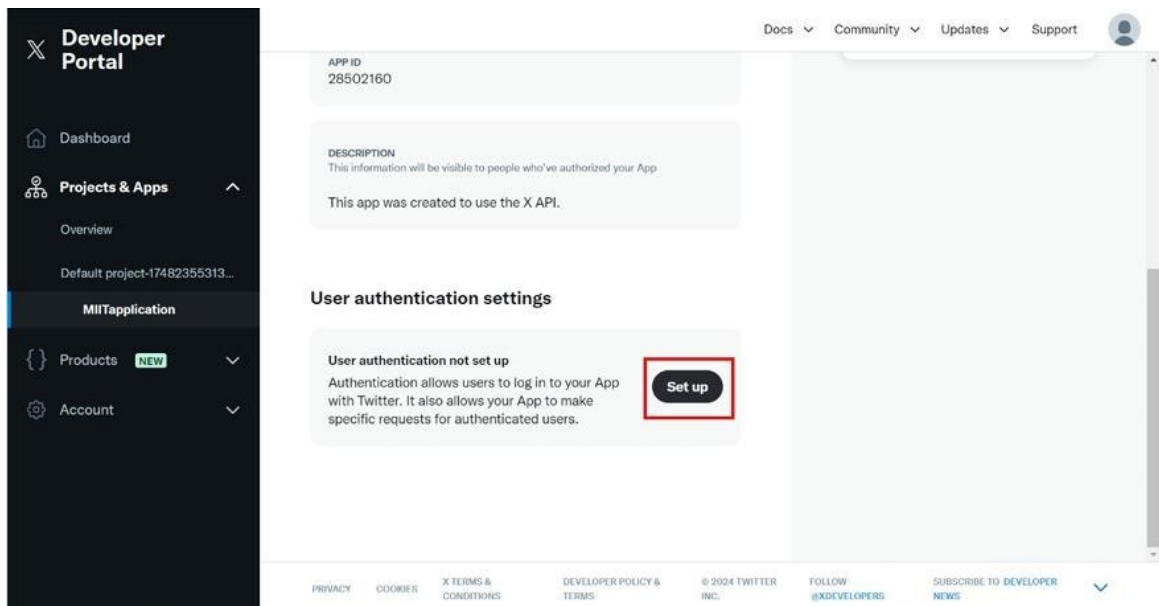 Developer
Portal
Docs
Community
Updates
Support
Dashboard
Projects & Apps
Overview
Default project-17482355313...
MIITapplication
Products NEW
Account
APP ID
28502160
DESCRIPTION
This information will be visible to people who've authorized your App
This app was created to use the X API.
User authentication settings
User authentication not set up
Authentication allows users to log in to your App
with Twitter. It also allows your App to make
specific requests for authenticated users.
Set up
PRIVACY
COOKIES
X TERMS &
CONDITIONS
DEVELOPER POLICY &
TERMS
© 2024 TWITTER
INC.
FOLLOW
@XDEVELOPERS
SUBSCRIBE TO DEVELOPER
NEWS